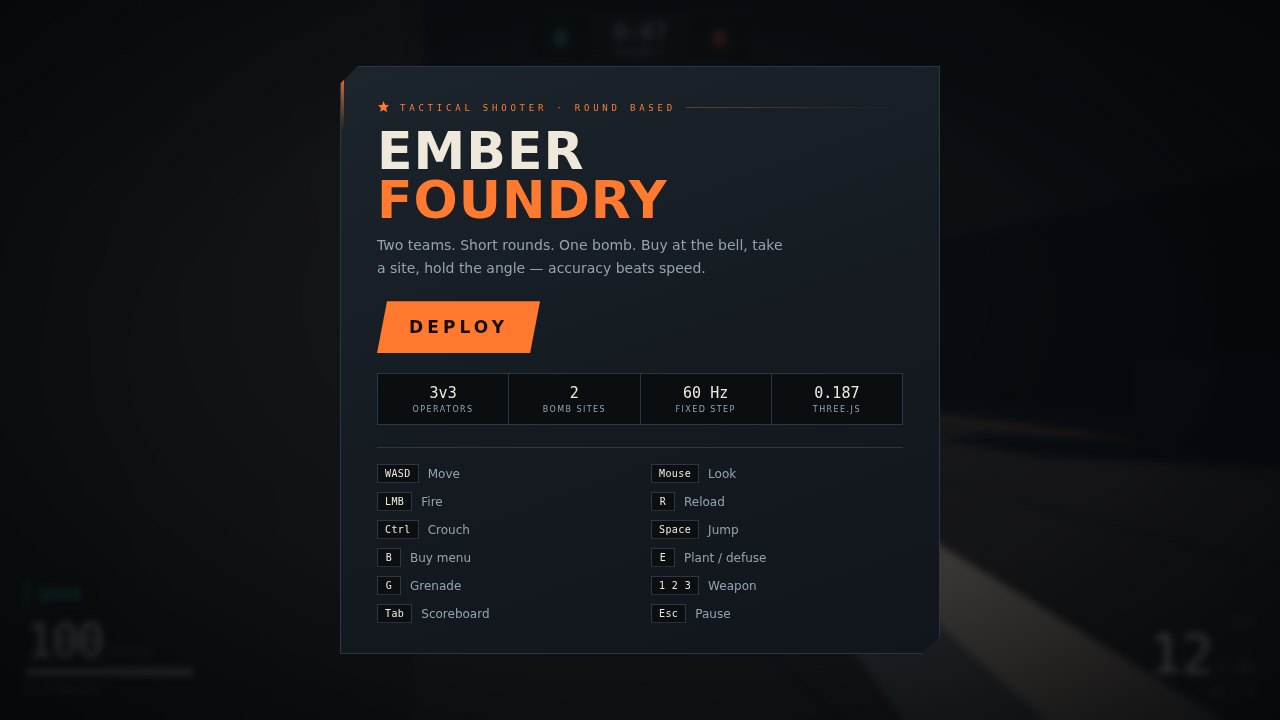 TACTICAL SHOOTER · ROUND BASED
EMBER
FOUNDRY
Two teams. Short rounds. One bomb. Buy at the bell, take
a site, hold the angle — accuracy beats speed.
DEPLOY
3v3 2 60 Hz 0.187
OPERATORS BOMB SITES FIXED STEP THREE.JS
WASD Move Mouse Look
LMB Fire R Reload
Ctrl Crouch Space Jump
B Buy menu E Plant / defuse
G Grenade 1 2 3 Weapon
Tab Scoreboard Esc Pause
100
12